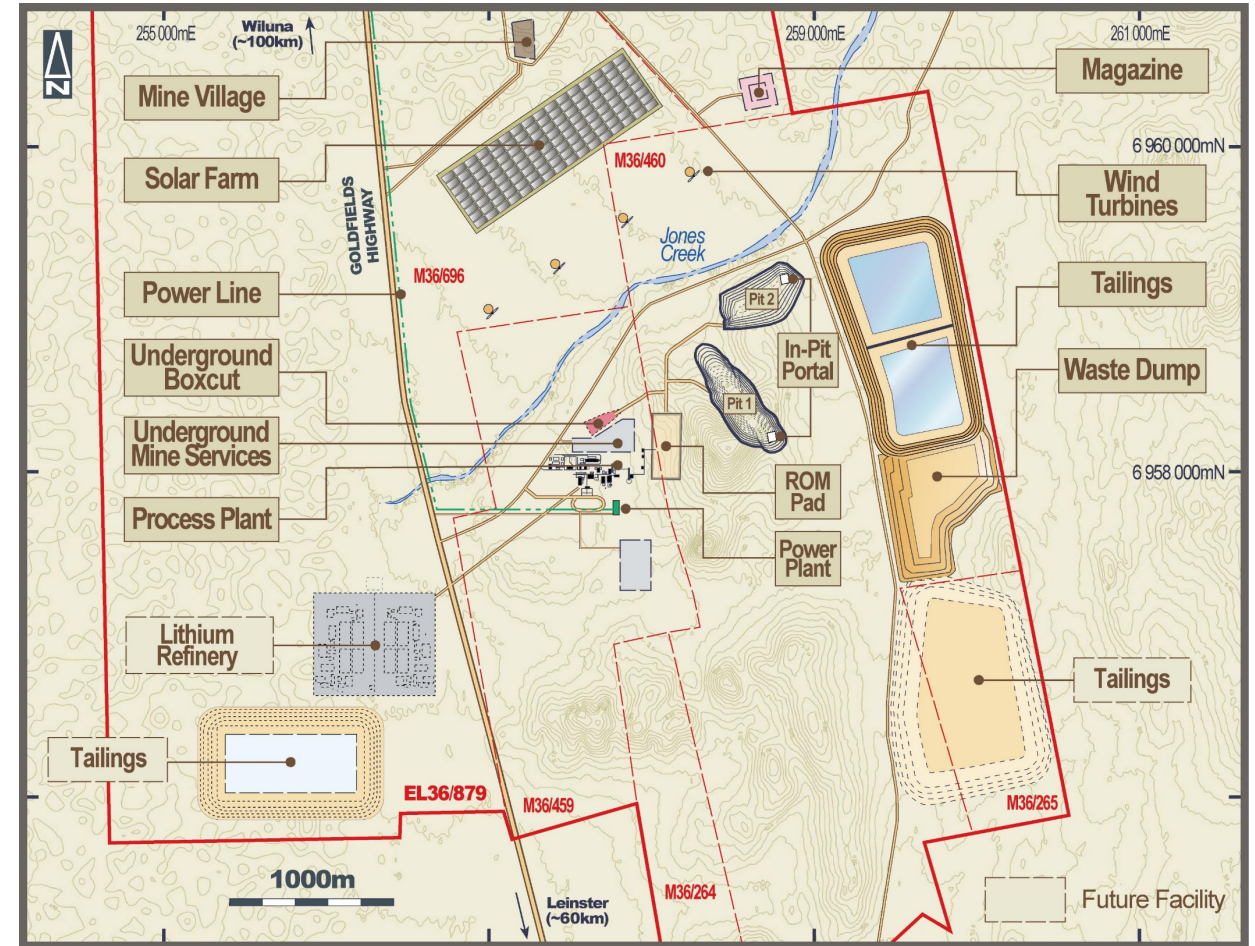 255 000mE
Wiluna
(~100km)
259 000mE
261 000mE
N
Mine Village
Magazine
Solar Farm
M36/460
6 960 000mN
Wind
Turbines
GOLDFIELDS
HIGHWAY
Jones
Creek
M36/696
Power Line
Pit 2
Tailings
Underground
Boxcut
In-Pit
Portal
Waste Dump
Pit 1
Underground
Mine Services
ROM
Pad
6 958 000mN
Process Plant
Power
Plant
Lithium
Refinery
Tailings
Tailings
EL36/879
M36/459
M36/265
1000m
M36/264
Leinster
(~60km)
Future Facility